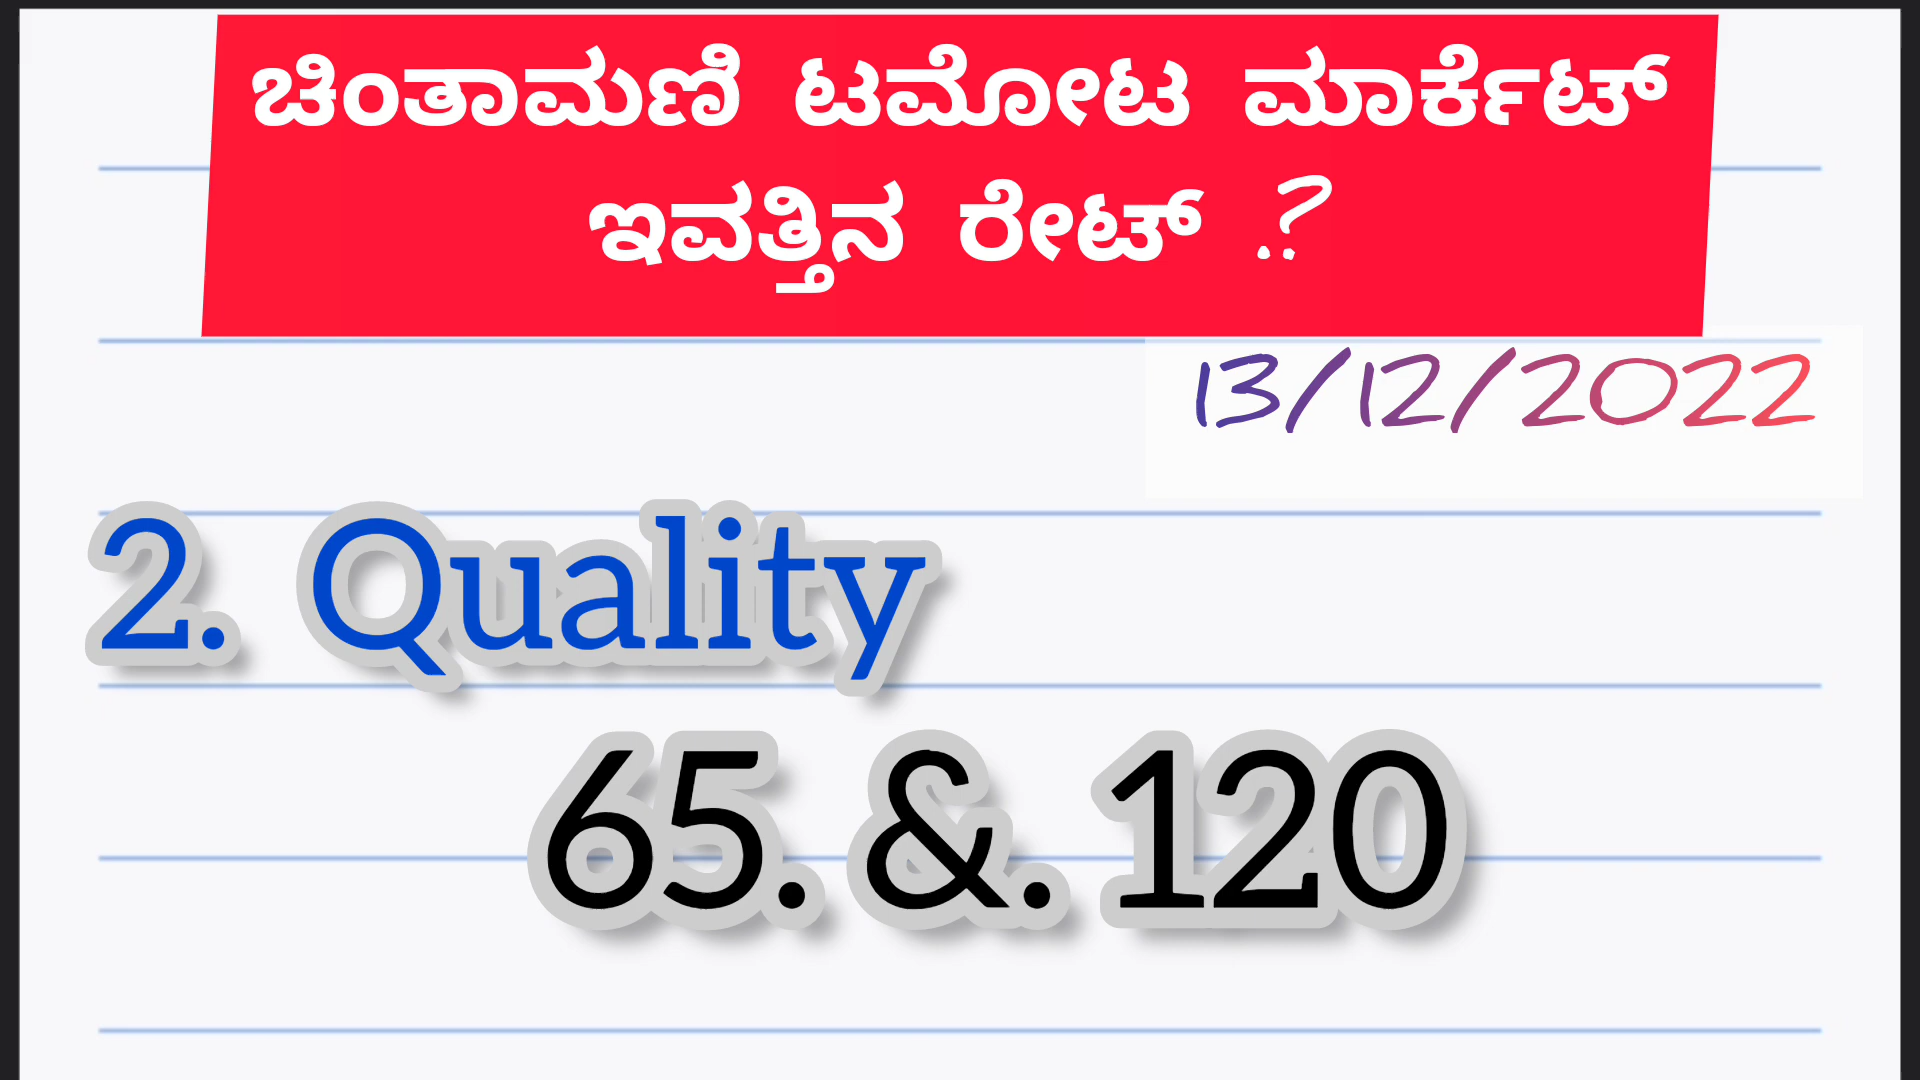 ಚಿಂತಾಮಣಿ ಟಮೋಟ ಮಾರ್ಕೆಟ್
ಇವತ್ತಿನ ರೇಟ್ .?
13/12/2022
2. Quality
65. &. 120